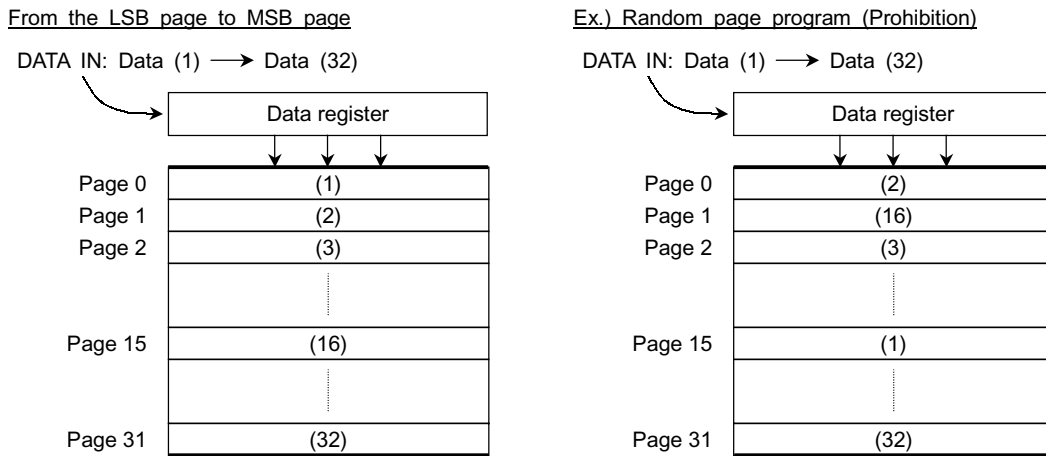 From the LSB page to MSB page
DATA IN: Data (1) → Data (32)
Data register
Page 0 (1)
Page 1 (2)
Page 2 (3)
Page 15 (16)
Page 31 (32)
Ex.) Random page program (Prohibition)
DATA IN: Data (1) → Data (32)
Data register
Page 0 (2)
Page 1 (16)
Page 2 (3)
Page 15 (1)
Page 31 (32)